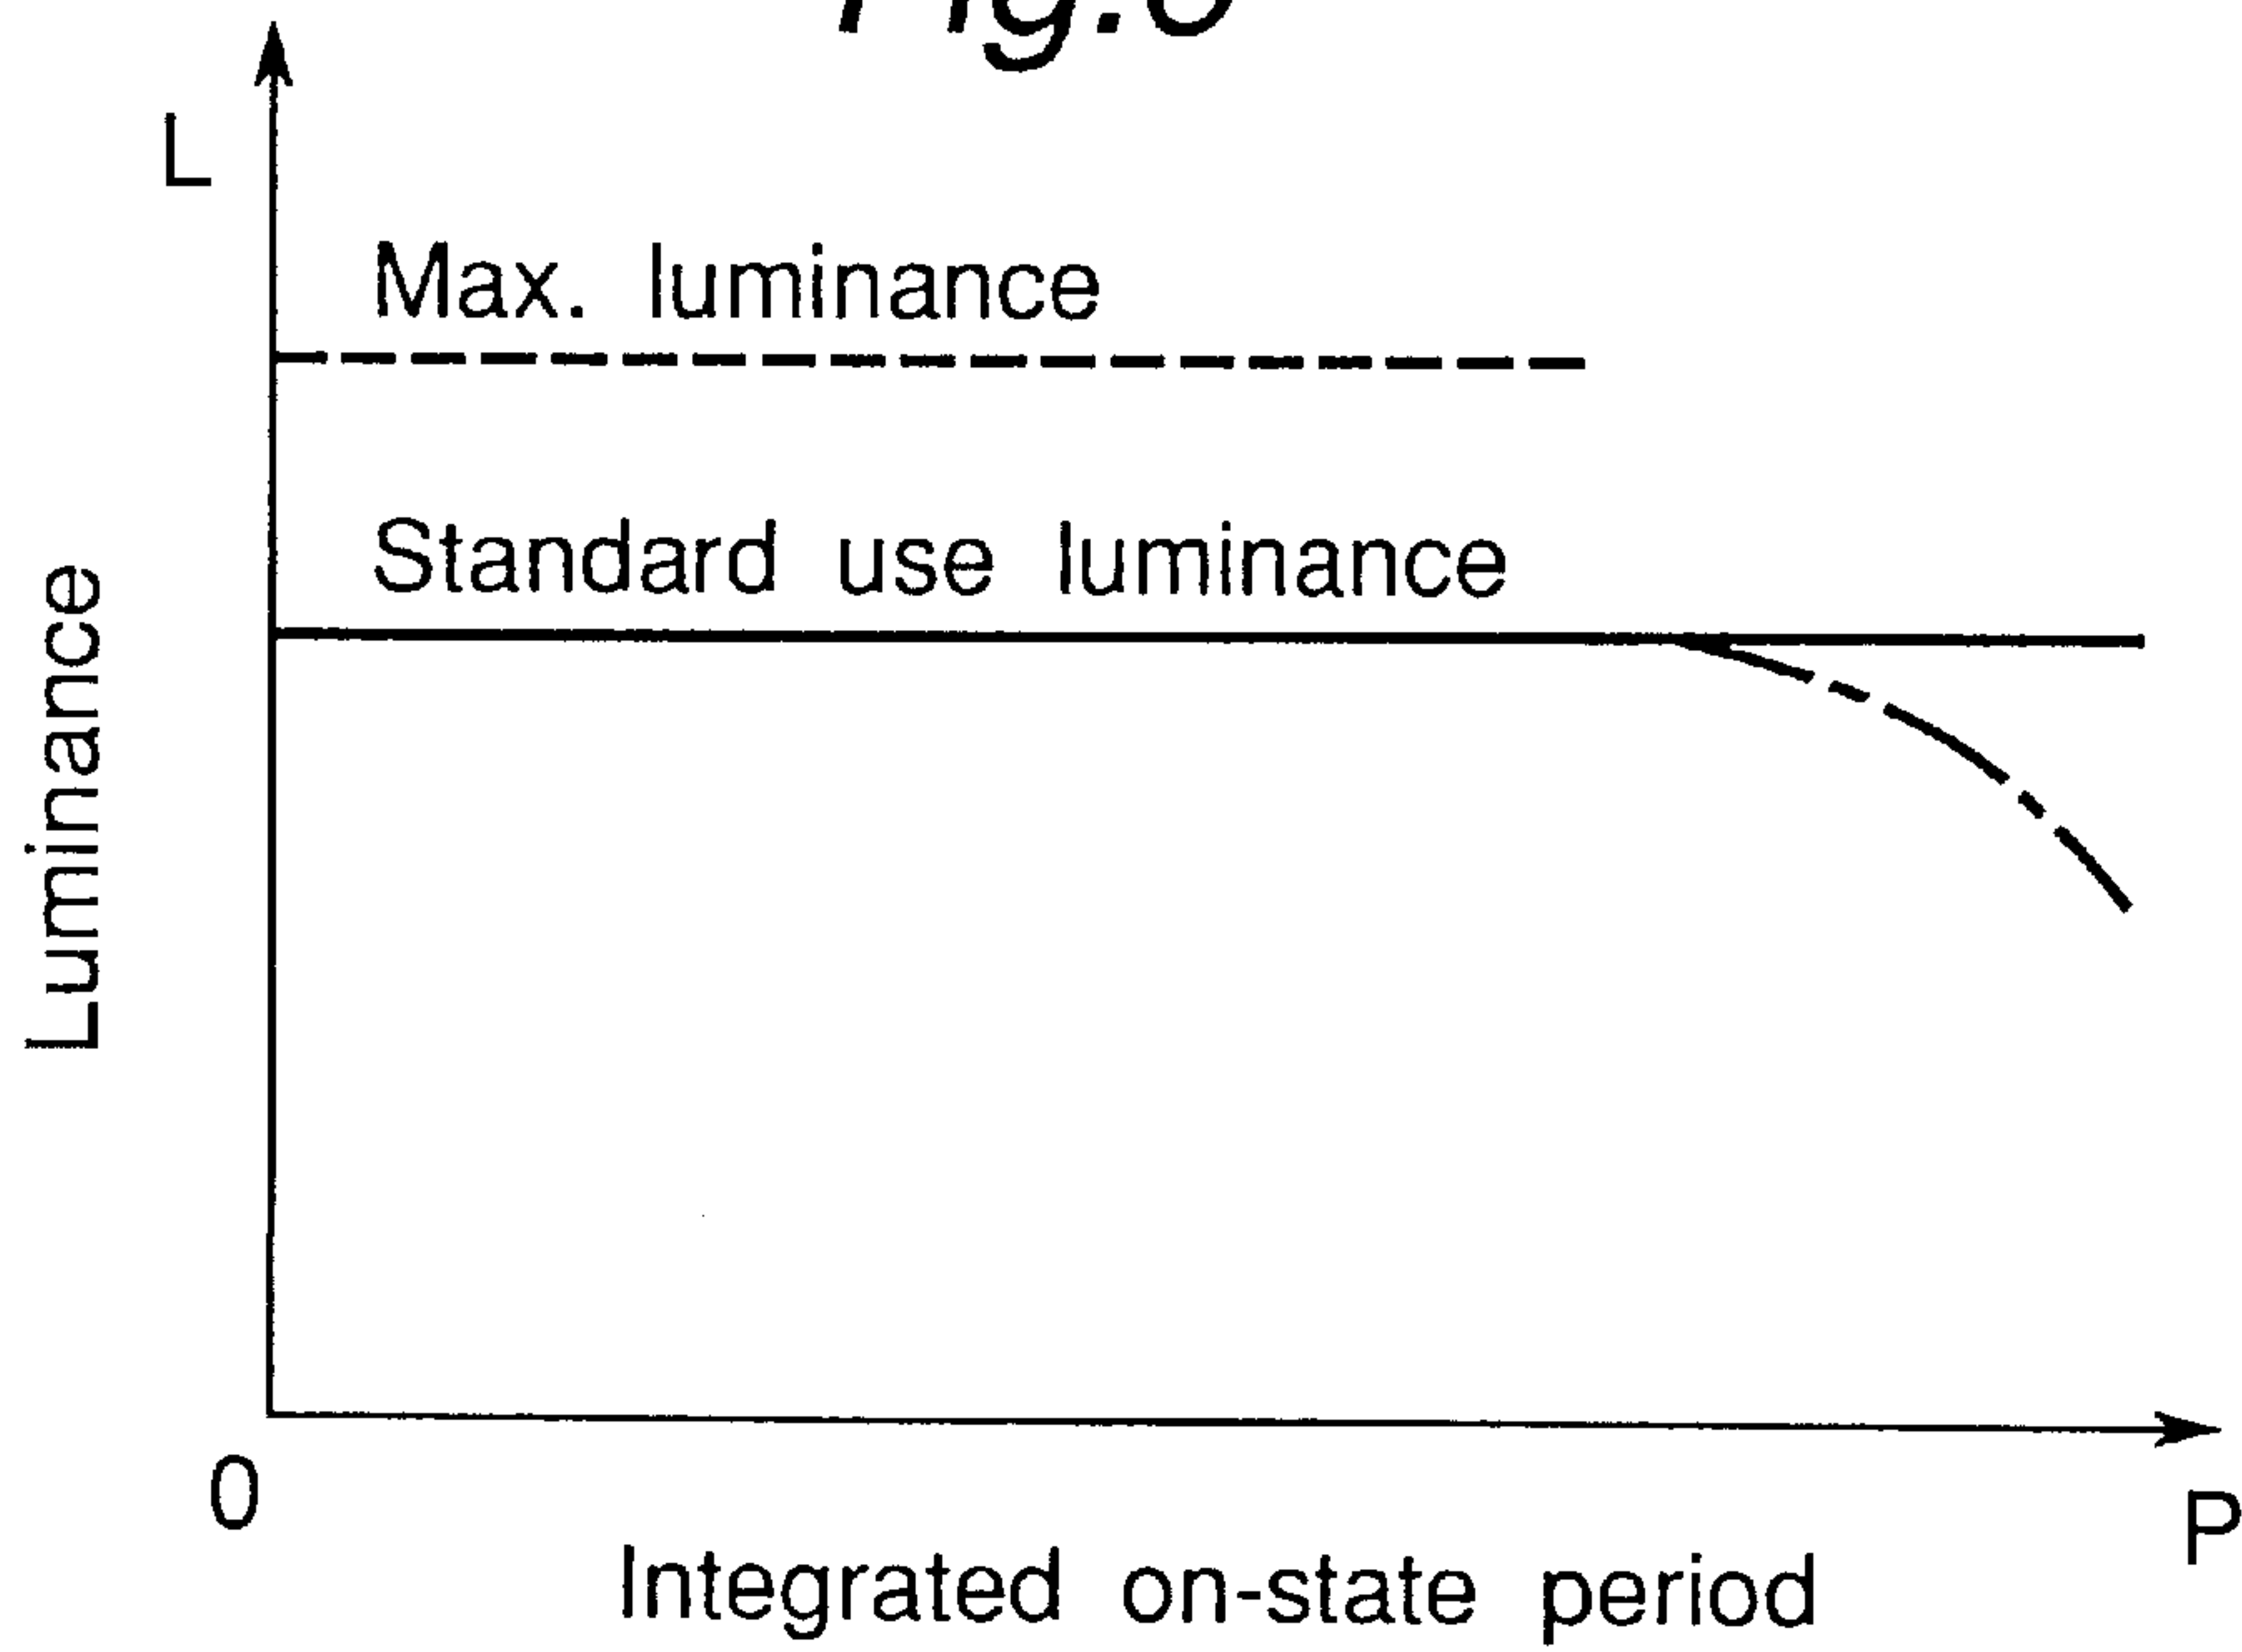 L
Max. luminance
Standard use luminance
Luminance
0
Integrated on-state period
P